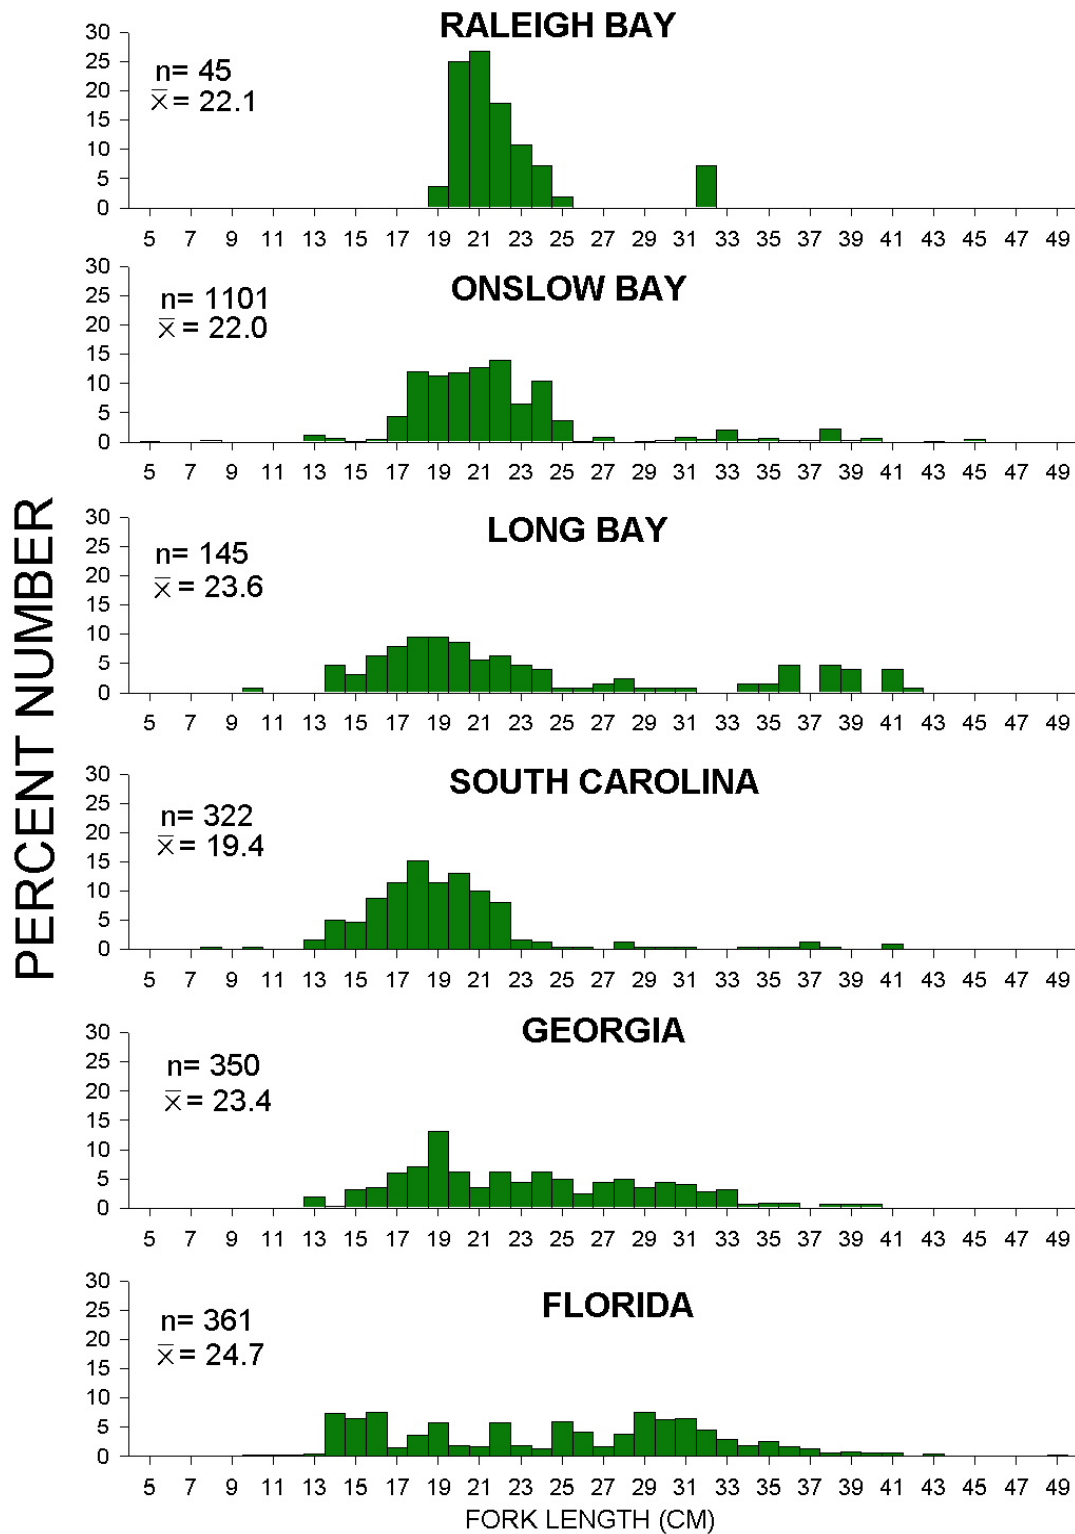 RALEIGH BAY
30
25
20
15
10
5
0
n= 45
x̅ = 22.1
5 7 9 11 13 15 17 19 21 23 25 27 29 31 33 35 37 39 41 43 45 47 49
ONSLOW BAY
30
25
20
15
10
5
0
n= 1101
x̅ = 22.0
5 7 9 11 13 15 17 19 21 23 25 27 29 31 33 35 37 39 41 43 45 47 49
PERCENT NUMBER
LONG BAY
30
25
20
15
10
5
0
n= 145
x̅ = 23.6
5 7 9 11 13 15 17 19 21 23 25 27 29 31 33 35 37 39 41 43 45 47 49
SOUTH CAROLINA
30
25
20
15
10
5
0
n= 322
x̅ = 19.4
5 7 9 11 13 15 17 19 21 23 25 27 29 31 33 35 37 39 41 43 45 47 49
GEORGIA
30
25
20
15
10
5
0
n= 350
x̅ = 23.4
5 7 9 11 13 15 17 19 21 23 25 27 29 31 33 35 37 39 41 43 45 47 49
FLORIDA
30
25
20
15
10
5
0
n= 361
x̅ = 24.7
5 7 9 11 13 15 17 19 21 23 25 27 29 31 33 35 37 39 41 43 45 47 49
FORK LENGTH (CM)